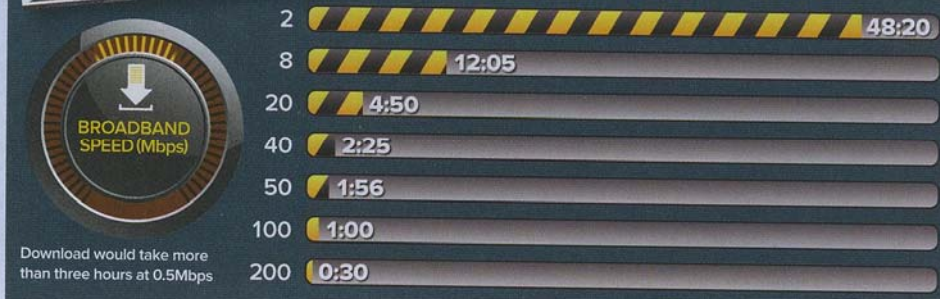 BROADBAND
SPEED (Mbps)
Download would take more
than three hours at 0.5Mbps
2 48:20
8 12:05
20 4:50
40 2:25
50 1:56
100 1:00
200 0:30